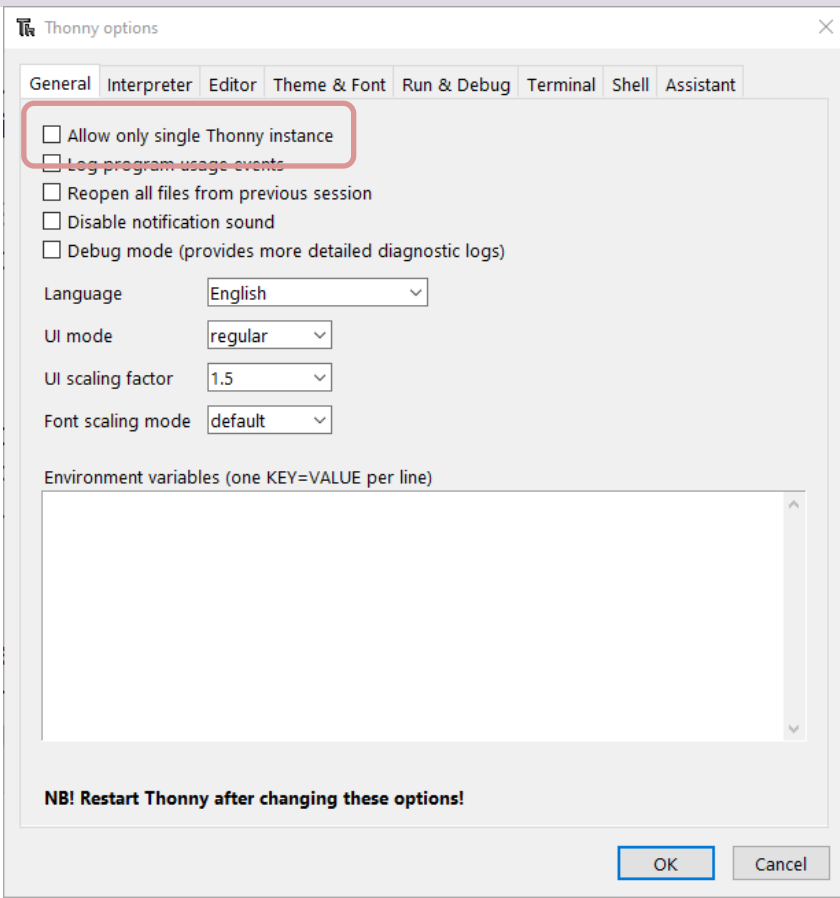 Thonny options
General Interpreter Editor Theme & Font Run & Debug Terminal Shell Assistant
Allow only single Thonny instance
Log program usage events
Reopen all files from previous session
Disable notification sound
Debug mode (provides more detailed diagnostic logs)
Language English
UI mode regular
UI scaling factor 1.5
Font scaling mode default
Environment variables (one KEY=VALUE per line)
NB! Restart Thonny after changing these options!
OK Cancel